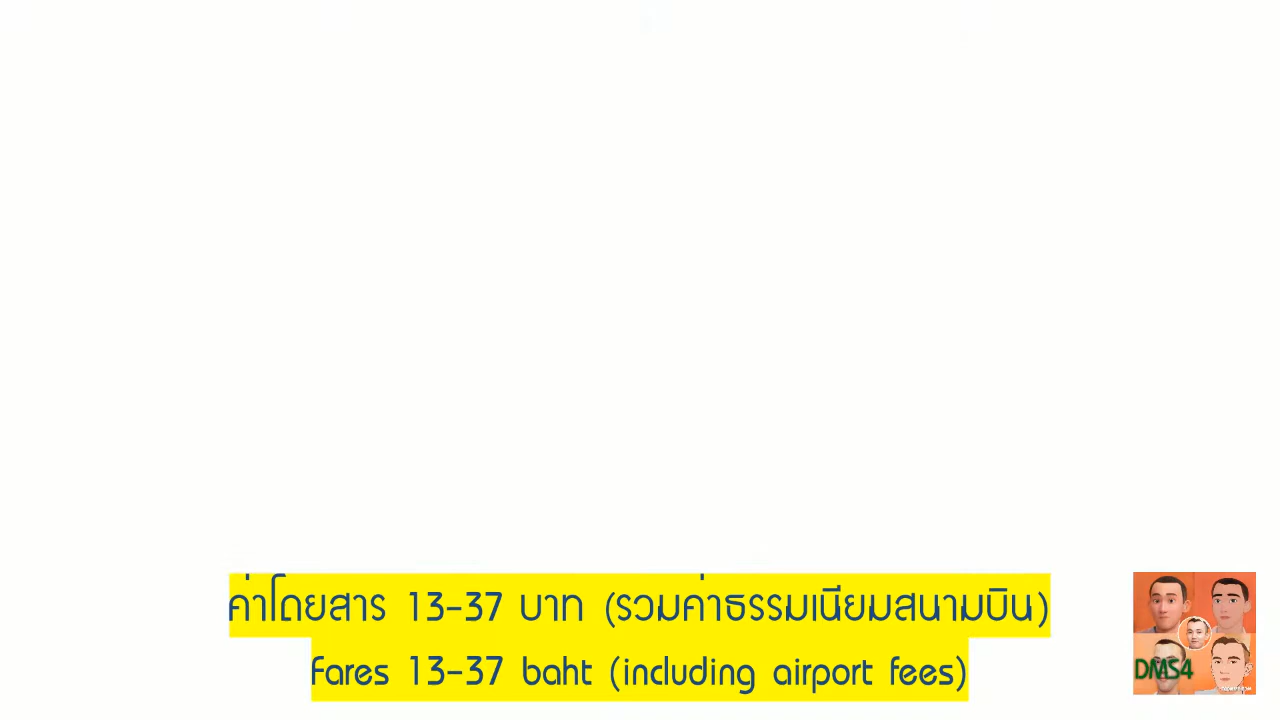 ค่าโดยสาร 13-37 บาท (รวมค่าธรรมเนียมสนามบิน)
Fares 13-37 baht (including airport fees)
DMS4